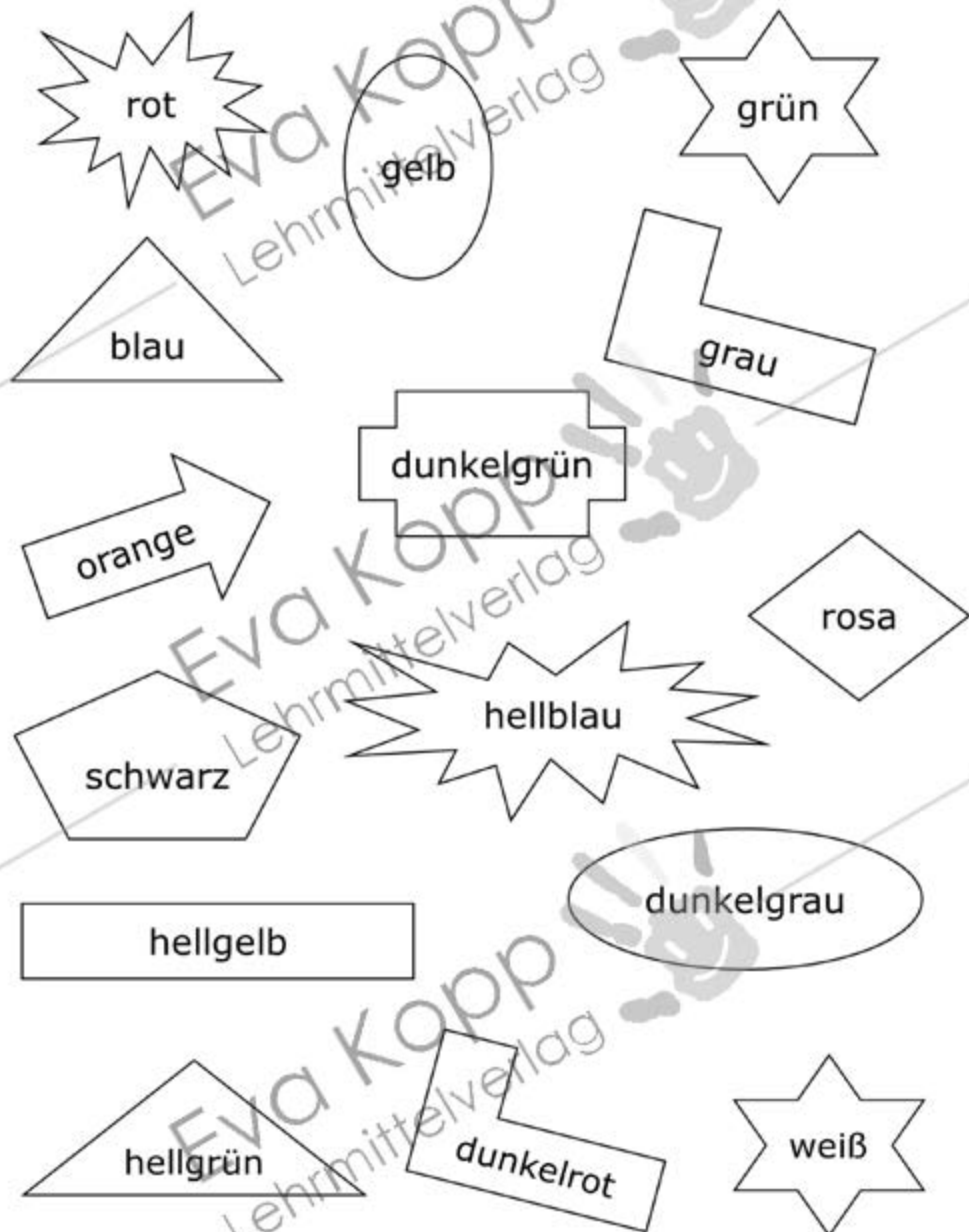 rot
gelb
grün
blau
grau
dunkelgrün
orange
rosa
hellblau
schwarz
dunkelgrau
hellgelb
hellgrün
dunkelrot
weiß
Eva Kopp
Lehrmittelverlag
Eva Kopp
Lehrmittelverlag
Eva Kopp
Lehrmittelverlag